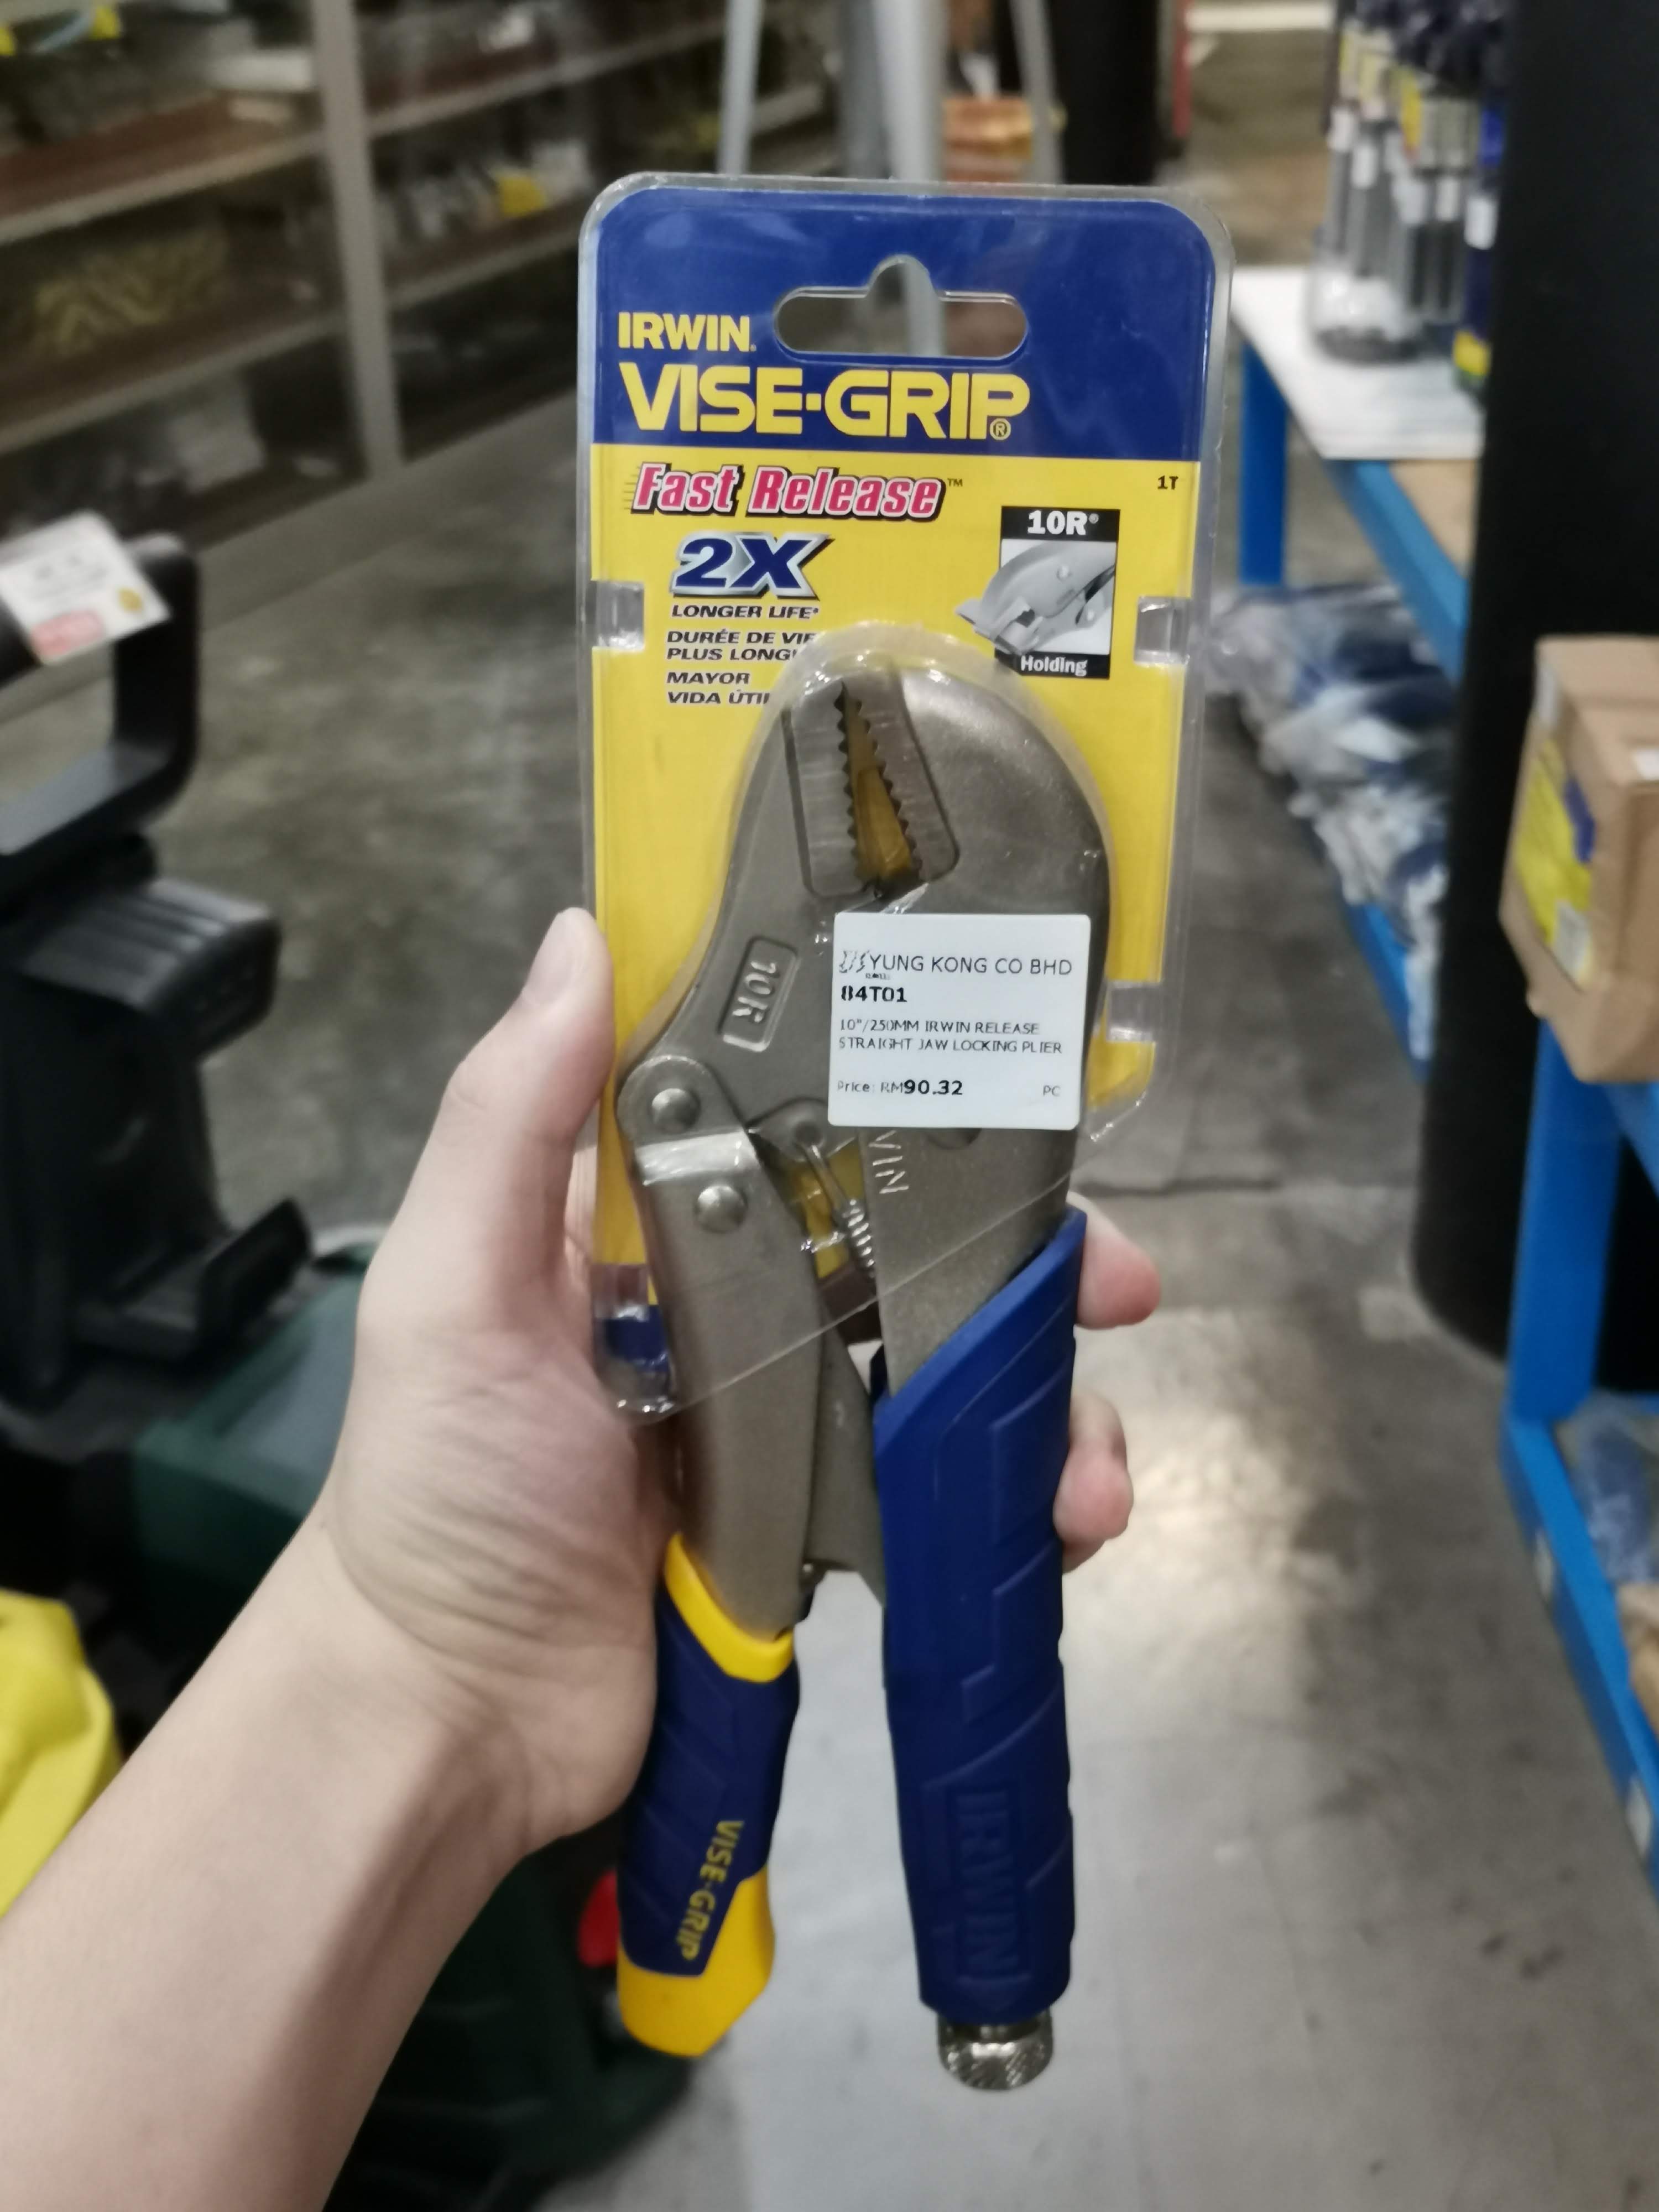 IRWIN.
VISE-GRIP®
Fast Release™
1T
10R®
2X
LONGER LIFE*
DURÉE DE VIE
PLUS LONGU
MAYOR
VIDA ÚTI
Holding
10R
YUNG KONG CO BHD
84T01
10"/250MM IRWIN RELEASE
STRAIGHT JAW LOCKING PLIER
Price: RM90.32 PC
WIN
VISE-GRIP
IRWIN